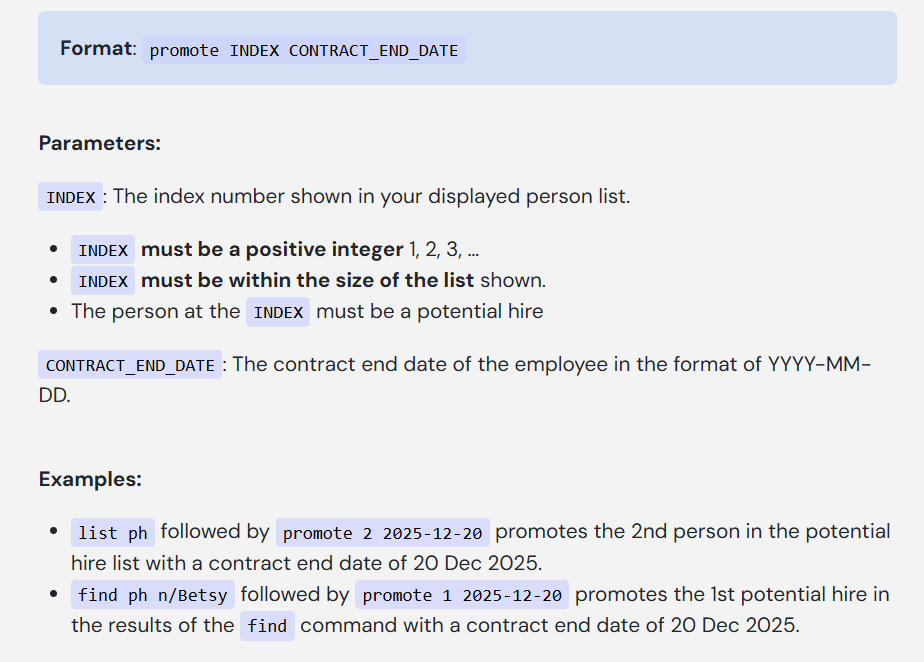 Format: promote INDEX CONTRACT_END_DATE
Parameters:
INDEX: The index number shown in your displayed person list.
INDEX must be a positive integer 1, 2, 3, …
INDEX must be within the size of the list shown.
The person at the INDEX must be a potential hire
CONTRACT_END_DATE: The contract end date of the employee in the format of YYYY-MM-
DD.
Examples:
list ph followed by promote 2 2025-12-20 promotes the 2nd person in the potential
hire list with a contract end date of 20 Dec 2025.
find ph n/Betsy followed by promote 1 2025-12-20 promotes the 1st potential hire in
the results of the find command with a contract end date of 20 Dec 2025.